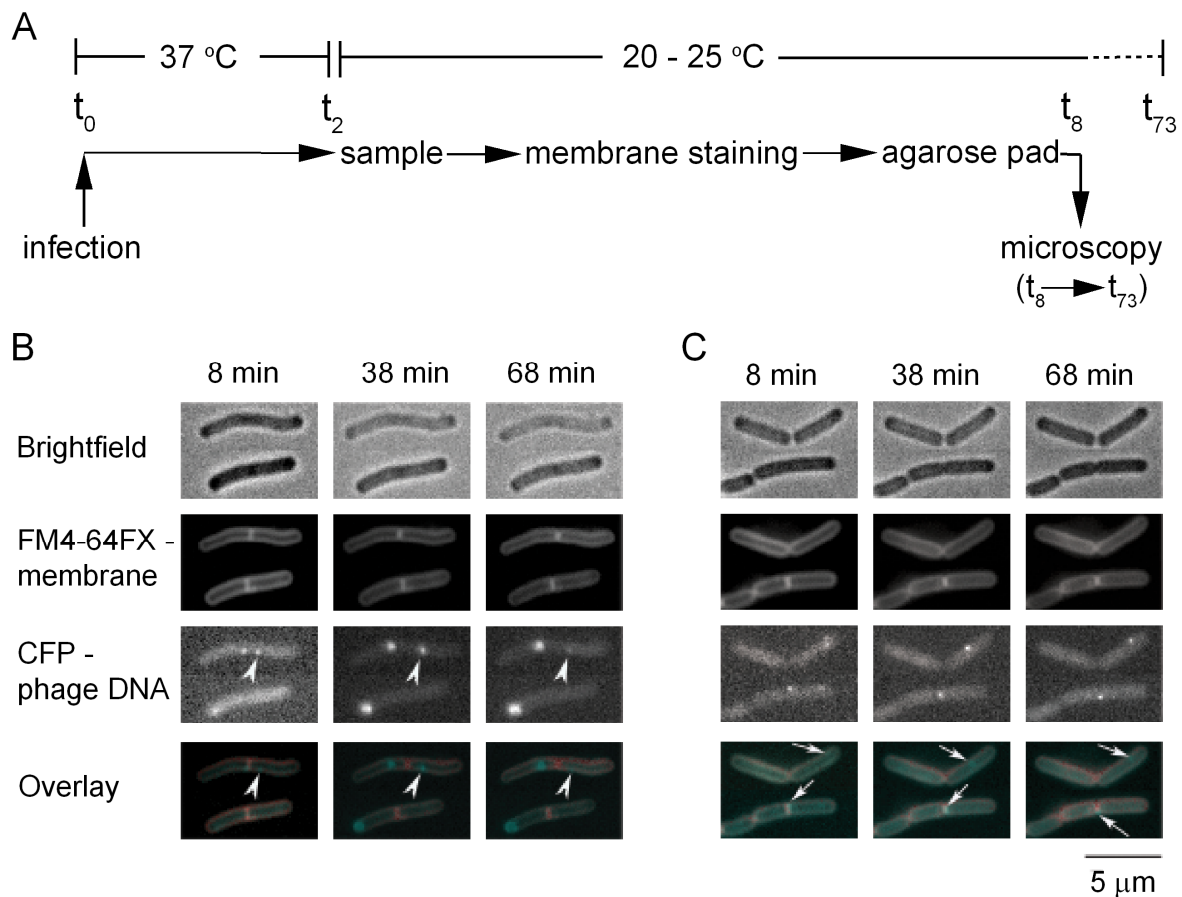 A
37 °C
20 - 25 °C
t0
t2
t8
t73
sample
membrane staining
agarose pad
infection
microscopy
(t8 t73)
B
8 min
38 min
68 min
C
8 min
38 min
68 min
Brightfield
FM4-64FX -
membrane
CFP -
phage DNA
Overlay
5 μm